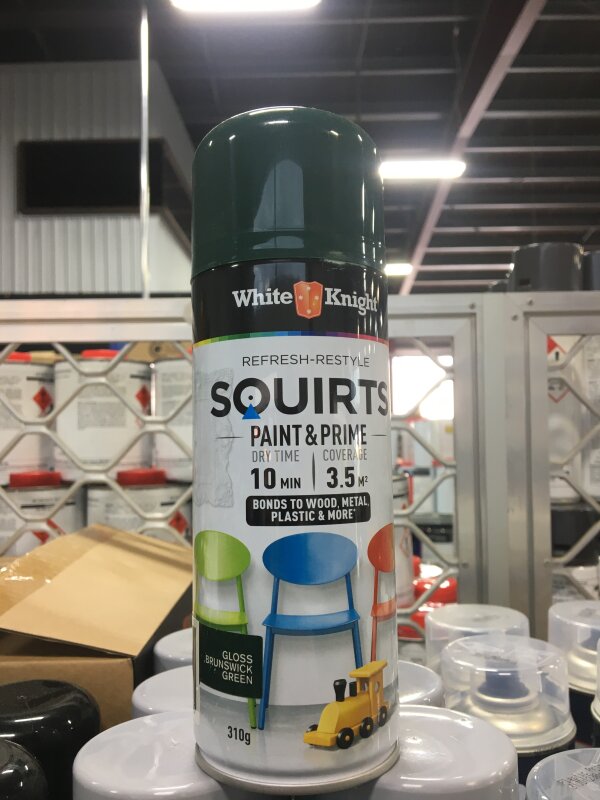 White Knight
REFRESH-RESTYLE
SQUIRTS
PAINT & PRIME
DRY TIME COVERAGE
10 MIN 3.5 M²
BONDS TO WOOD, METAL,
PLASTIC & MORE*
GLOSS
BRUNSWICK
GREEN
310g